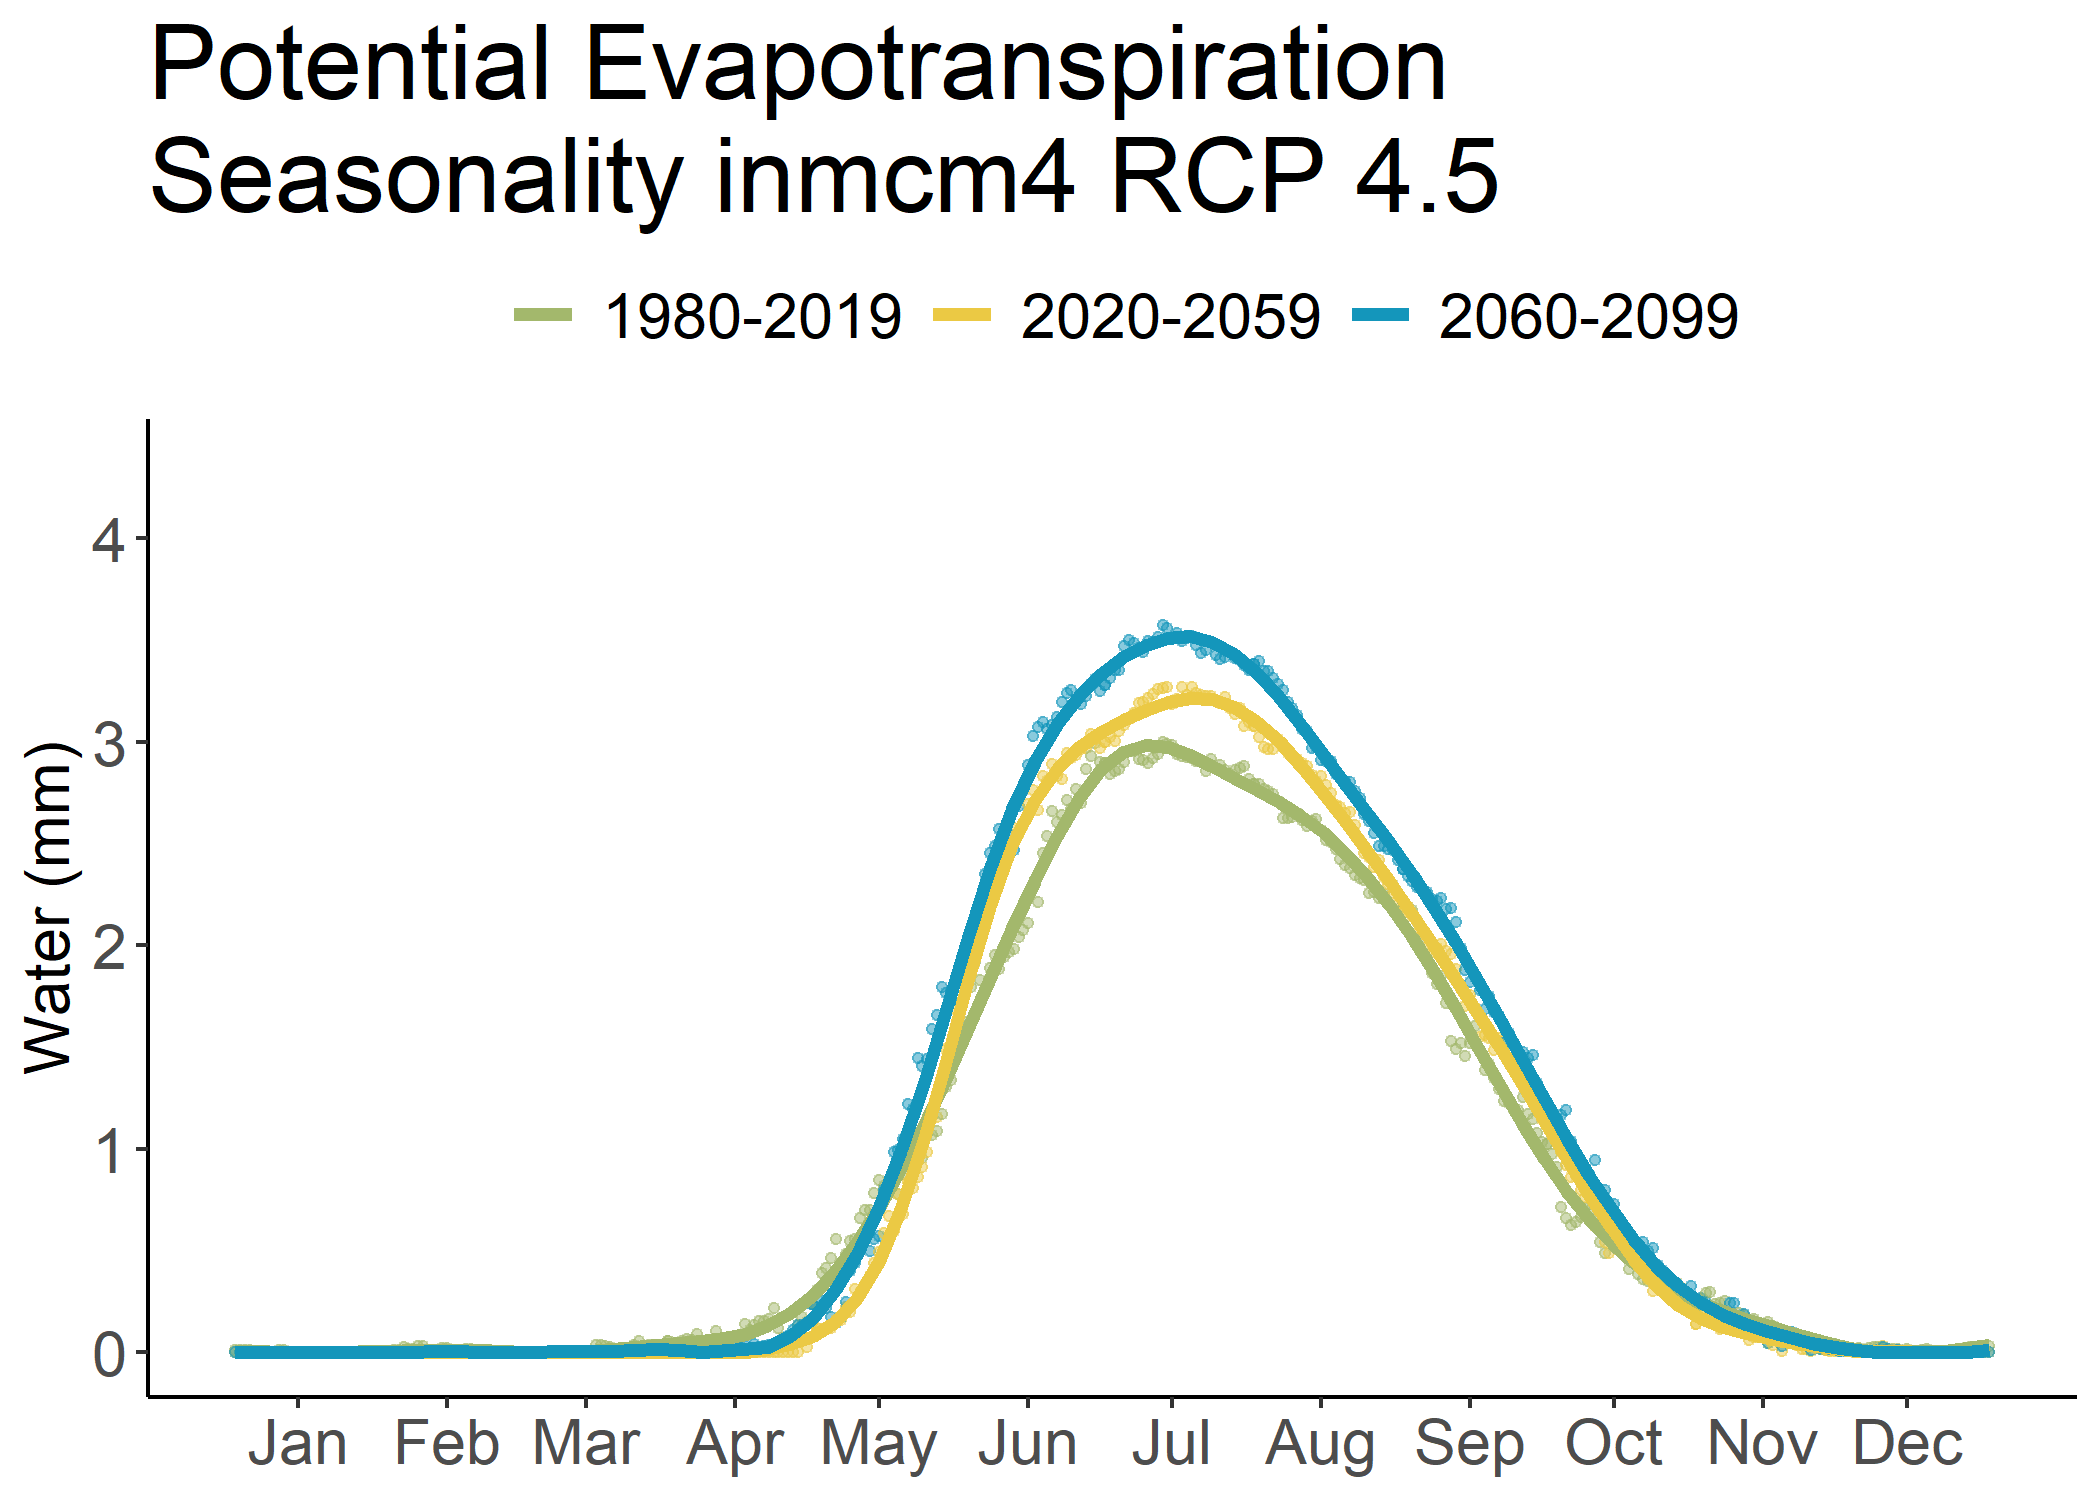 Potential Evapotranspiration
Seasonality inmcm4 RCP 4.5
1980-2019 2020-2059 2060-2099
Water (mm)
4
3
2
1
0
Jan Feb Mar Apr May Jun Jul Aug Sep Oct Nov Dec